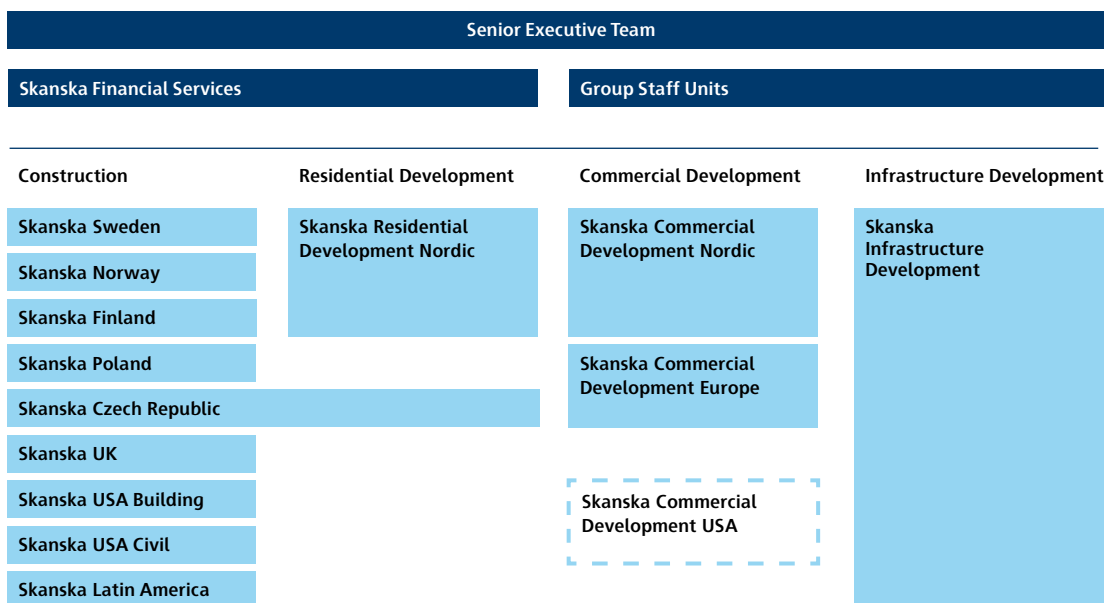 Senior Executive Team
Skanska Financial Services
Group Staff Units
Construction
Residential Development
Commercial Development
Infrastructure Development
Skanska Sweden
Skanska Norway
Skanska Finland
Skanska Poland
Skanska Czech Republic
Skanska UK
Skanska USA Building
Skanska USA Civil
Skanska Latin America
Skanska Residential
Development Nordic
Skanska Commercial
Development Nordic
Skanska Commercial
Development Europe
Skanska Commercial
Development USA
Skanska
Infrastructure
Development